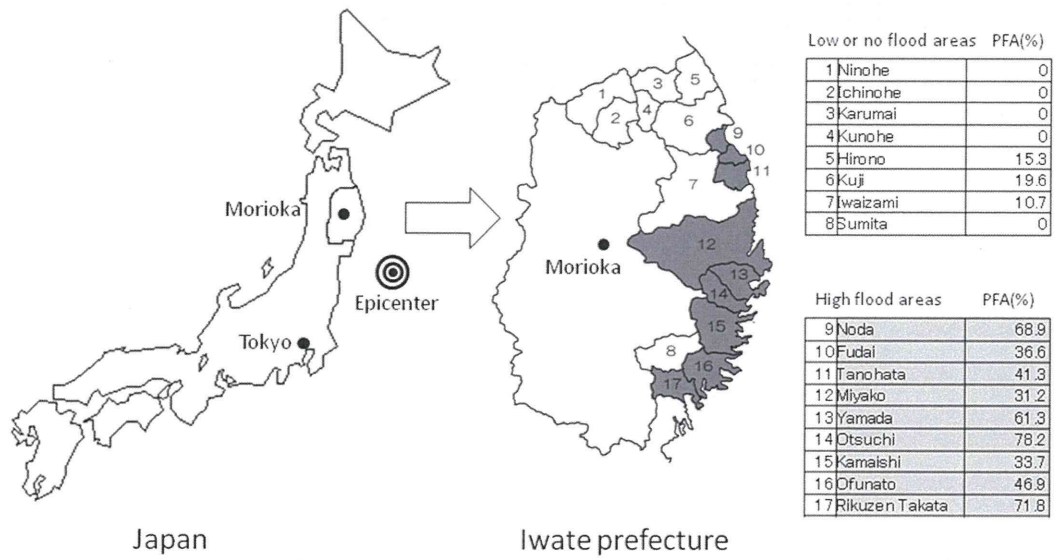 Morioka
Epicenter
Tokyo
Japan
1
2
3
4
5
6
7
8
9
10
11
12
13
14
15
16
17
Morioka
Iwate prefecture
Low or no flood areas PFA(%)
1 Ninohe 0
2 Ichinohe 0
3 Karumai 0
4 Kunohe 0
5 Hirono 15.3
6 Kuji 19.6
7 Iwaizami 10.7
8 Sumita 0
High flood areas PFA(%)
9 Noda 68.9
10 Fudai 36.6
11 Tanohata 41.3
12 Miyako 31.2
13 Yamada 61.3
14 Otsuchi 78.2
15 Kamaishi 33.7
16 Ofunato 46.9
17 Rikuzen Takata 71.8